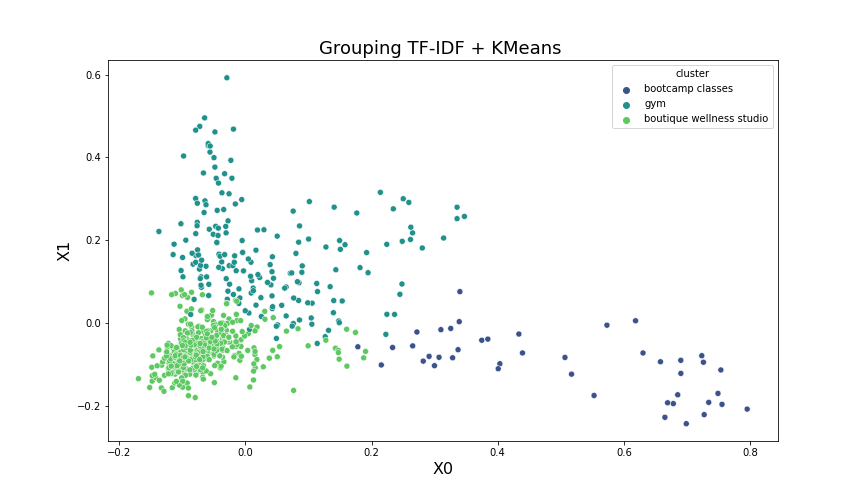 Grouping TF-IDF + KMeans
cluster
bootcamp classes
gym
boutique wellness studio
X1
0.6
0.4
0.2
0.0
−0.2
−0.2
0.0
0.2
0.4
0.6
0.8
X0